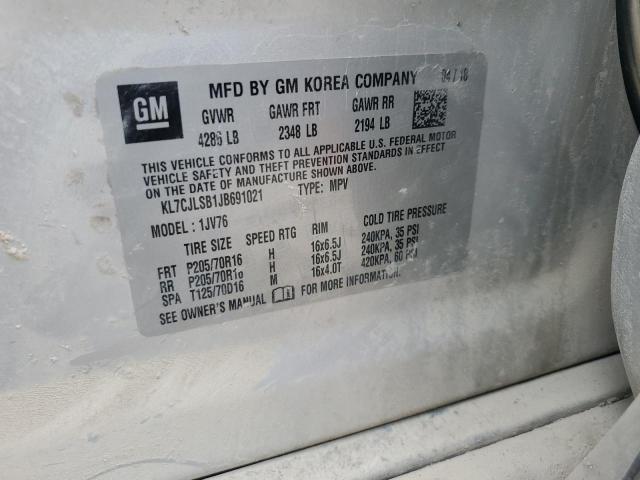 GM
MFD BY GM KOREA COMPANY 04/18
GVWR GAWR FRT GAWR RR
4286 LB 2348 LB 2194 LB
THIS VEHICLE CONFORMS TO ALL APPLICABLE U.S. FEDERAL MOTOR
VEHICLE SAFETY AND THEFT PREVENTION STANDARDS IN EFFECT
ON THE DATE OF MANUFACTURE SHOWN ABOVE.
KL7CJLSB1JB691021 TYPE: MPV
MODEL : 1JV76
TIRE SIZE SPEED RTG RIM COLD TIRE PRESSURE
FRT P205/70R16 H 16x6.5J 240KPA, 35 PSI
RR P205/70R16 H 16x6.5J 240KPA, 35 PSI
SPA T125/70D16 M 16x4.0T 420KPA, 60 PSI
SEE OWNER'S MANUAL FOR MORE INFORMATION.